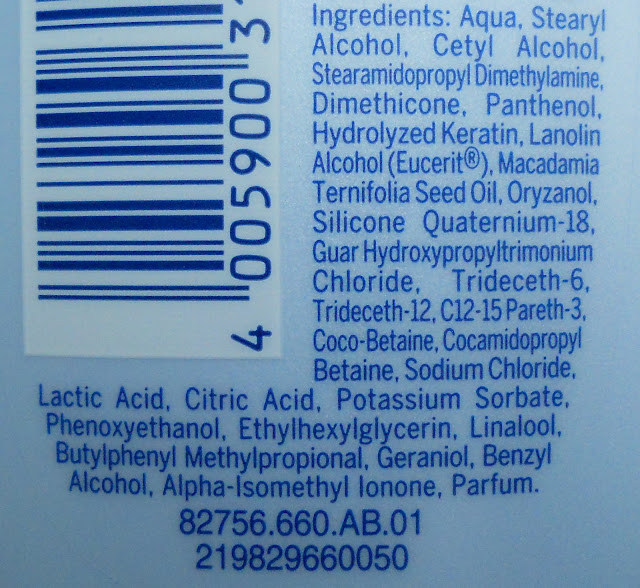 Ingredients: Aqua, Stearyl
Alcohol, Cetyl Alcohol,
Stearamidopropyl Dimethylamine,
Dimethicone, Panthenol,
Hydrolyzed Keratin, Lanolin
Alcohol (Eucerit®), Macadamia
Ternifolia Seed Oil, Oryzanol,
Silicone Quaternium-18,
Guar Hydroxypropyltrimonium
Chloride, Trideceth-6,
Trideceth-12, C12-15 Pareth-3,
Coco-Betaine, Cocamidopropyl
Betaine, Sodium Chloride,
Lactic Acid, Citric Acid, Potassium Sorbate,
Phenoxyethanol, Ethylhexylglycerin, Linalool,
Butylphenyl Methylpropional, Geraniol, Benzyl
Alcohol, Alpha-Isomethyl Ionone, Parfum.
82756.660.AB.01
219829660050
4 005900 3